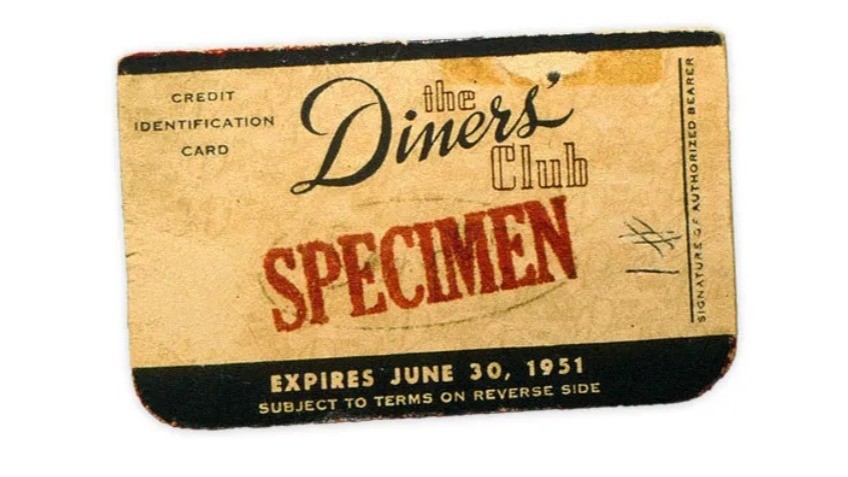 CREDIT
IDENTIFICATION
CARD
the
Diners'
Club
SPECIMEN
SIGNATURE OF AUTHORIZED BEARER
EXPIRES JUNE 30, 1951
SUBJECT TO TERMS ON REVERSE SIDE